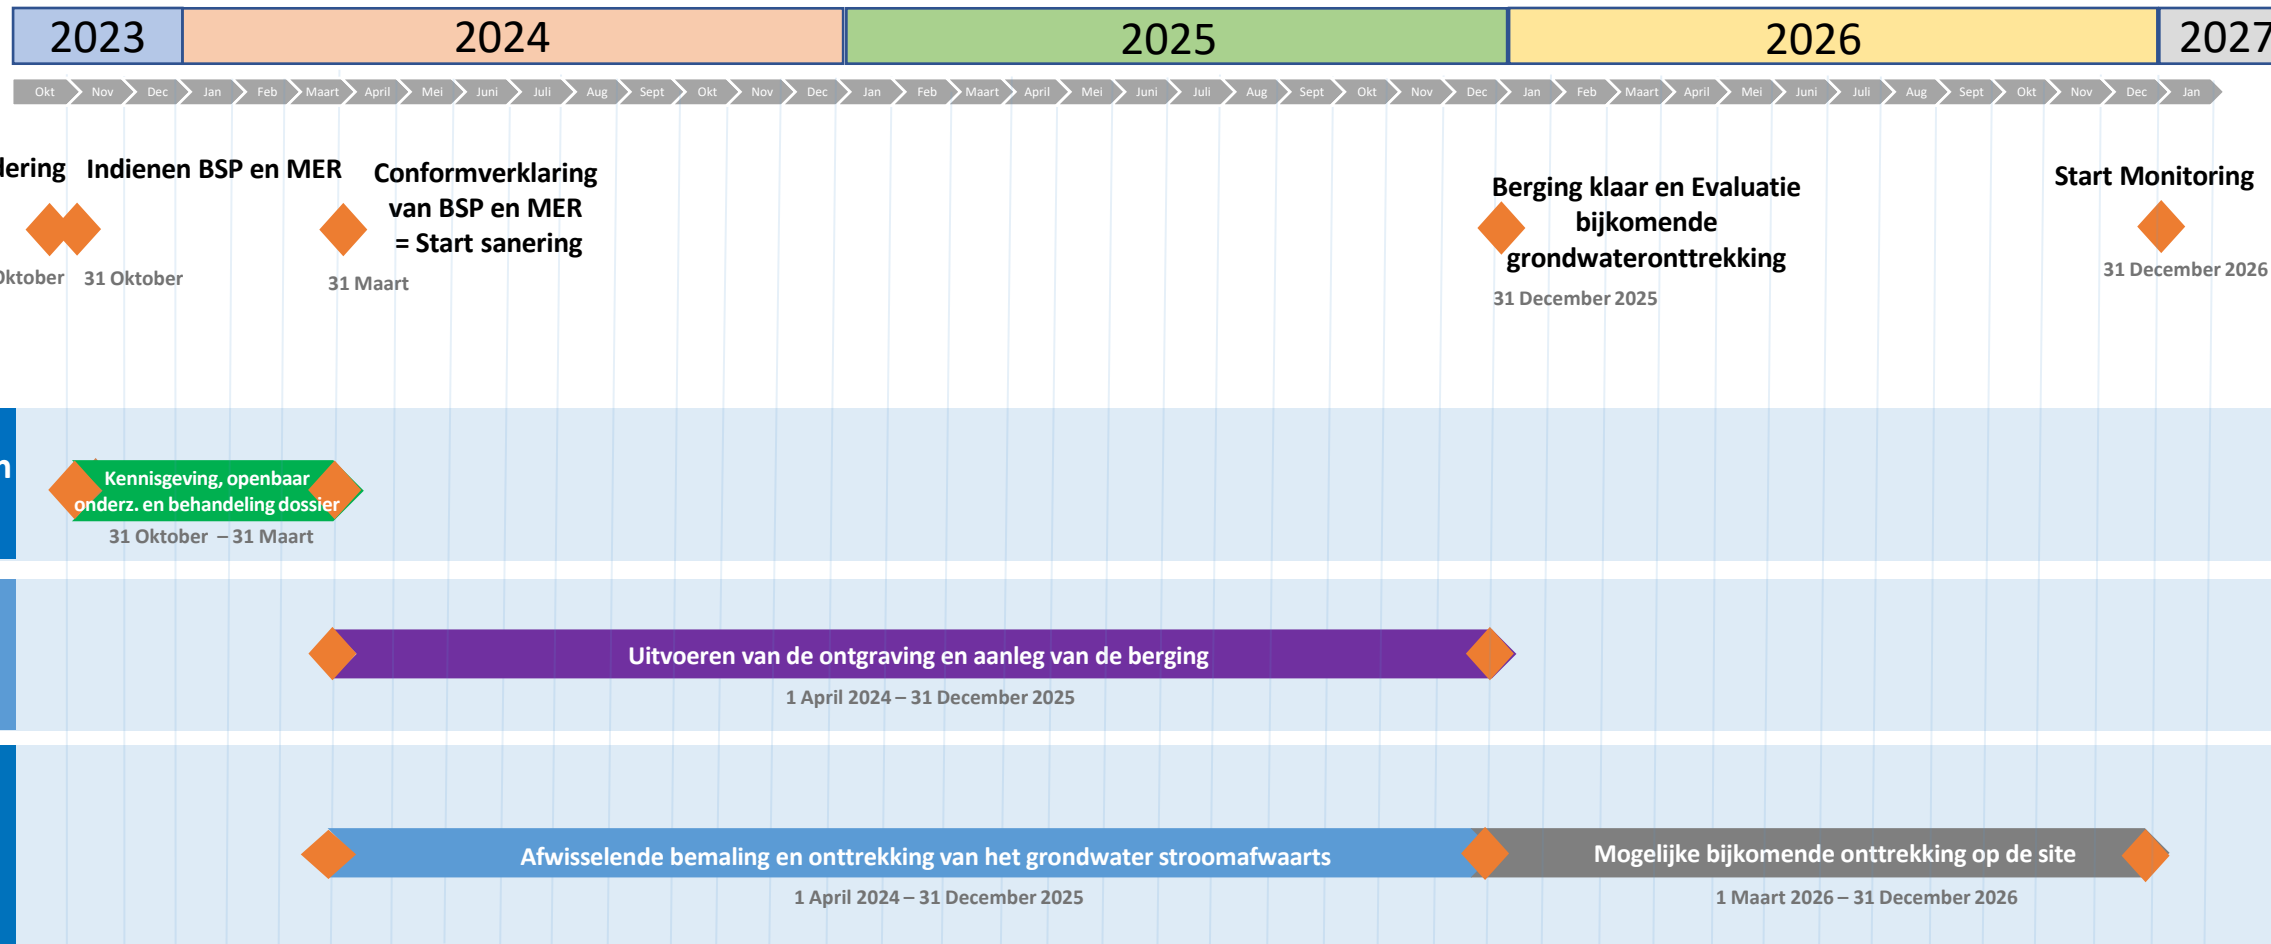 2023 2024 2025 2026 2027
Okt Nov Dec Jan Feb Maart April Mei Juni Juli Aug Sept Okt Nov Dec Jan Feb Maart April Mei Juni Juli Aug Sept Okt Nov Dec Jan Feb Maart April Mei Juni Juli Aug Sept Okt Nov Dec Jan
dering
Indienen BSP en MER
Conformverklaring
van BSP en MER
= Start sanering
Berging klaar en Evaluatie
bijkomende
grondwateronttrekking
Start Monitoring
Oktober
31 Oktober
31 Maart
31 December 2025
31 December 2026
n
Kennisgeving, openbaar
onderz. en behandeling dossier
31 Oktober – 31 Maart
Uitvoeren van de ontgraving en aanleg van de berging
1 April 2024 – 31 December 2025
Afwisselende bemaling en onttrekking van het grondwater stroomafwaarts
1 April 2024 – 31 December 2025
Mogelijke bijkomende onttrekking op de site
1 Maart 2026 – 31 December 2026